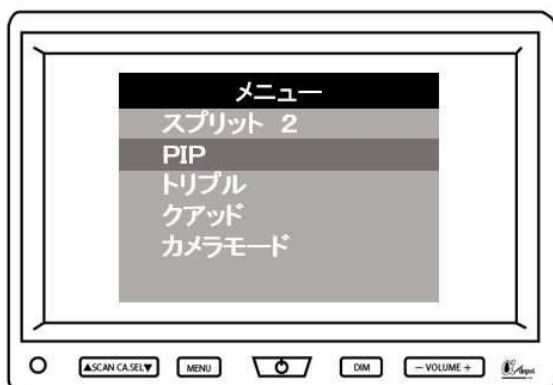 メニュー
スプリット 2
PIP
トリプル
クアッド
カメラモード
▲SCAN CA.SEL▼ MENU DIM - VOLUME +